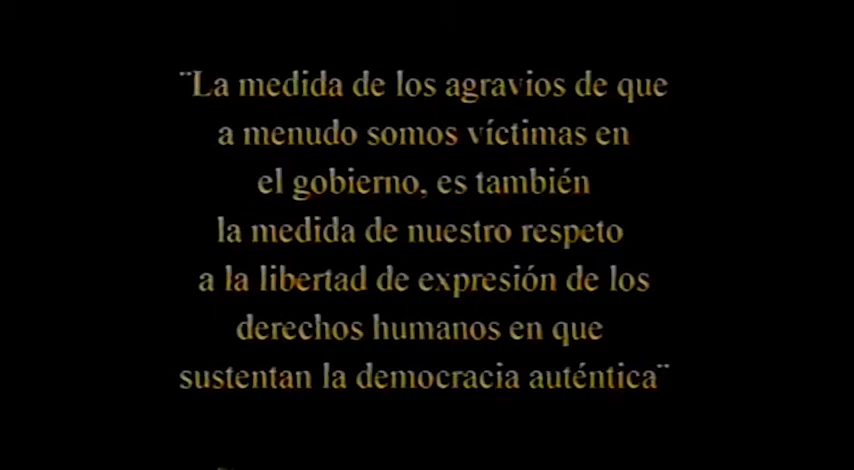 ¨La medida de los agravios de que
a menudo somos víctimas en
el gobierno, es también
la medida de nuestro respeto
a la libertad de expresión de los
derechos humanos en que
sustentan la democracia auténtica¨